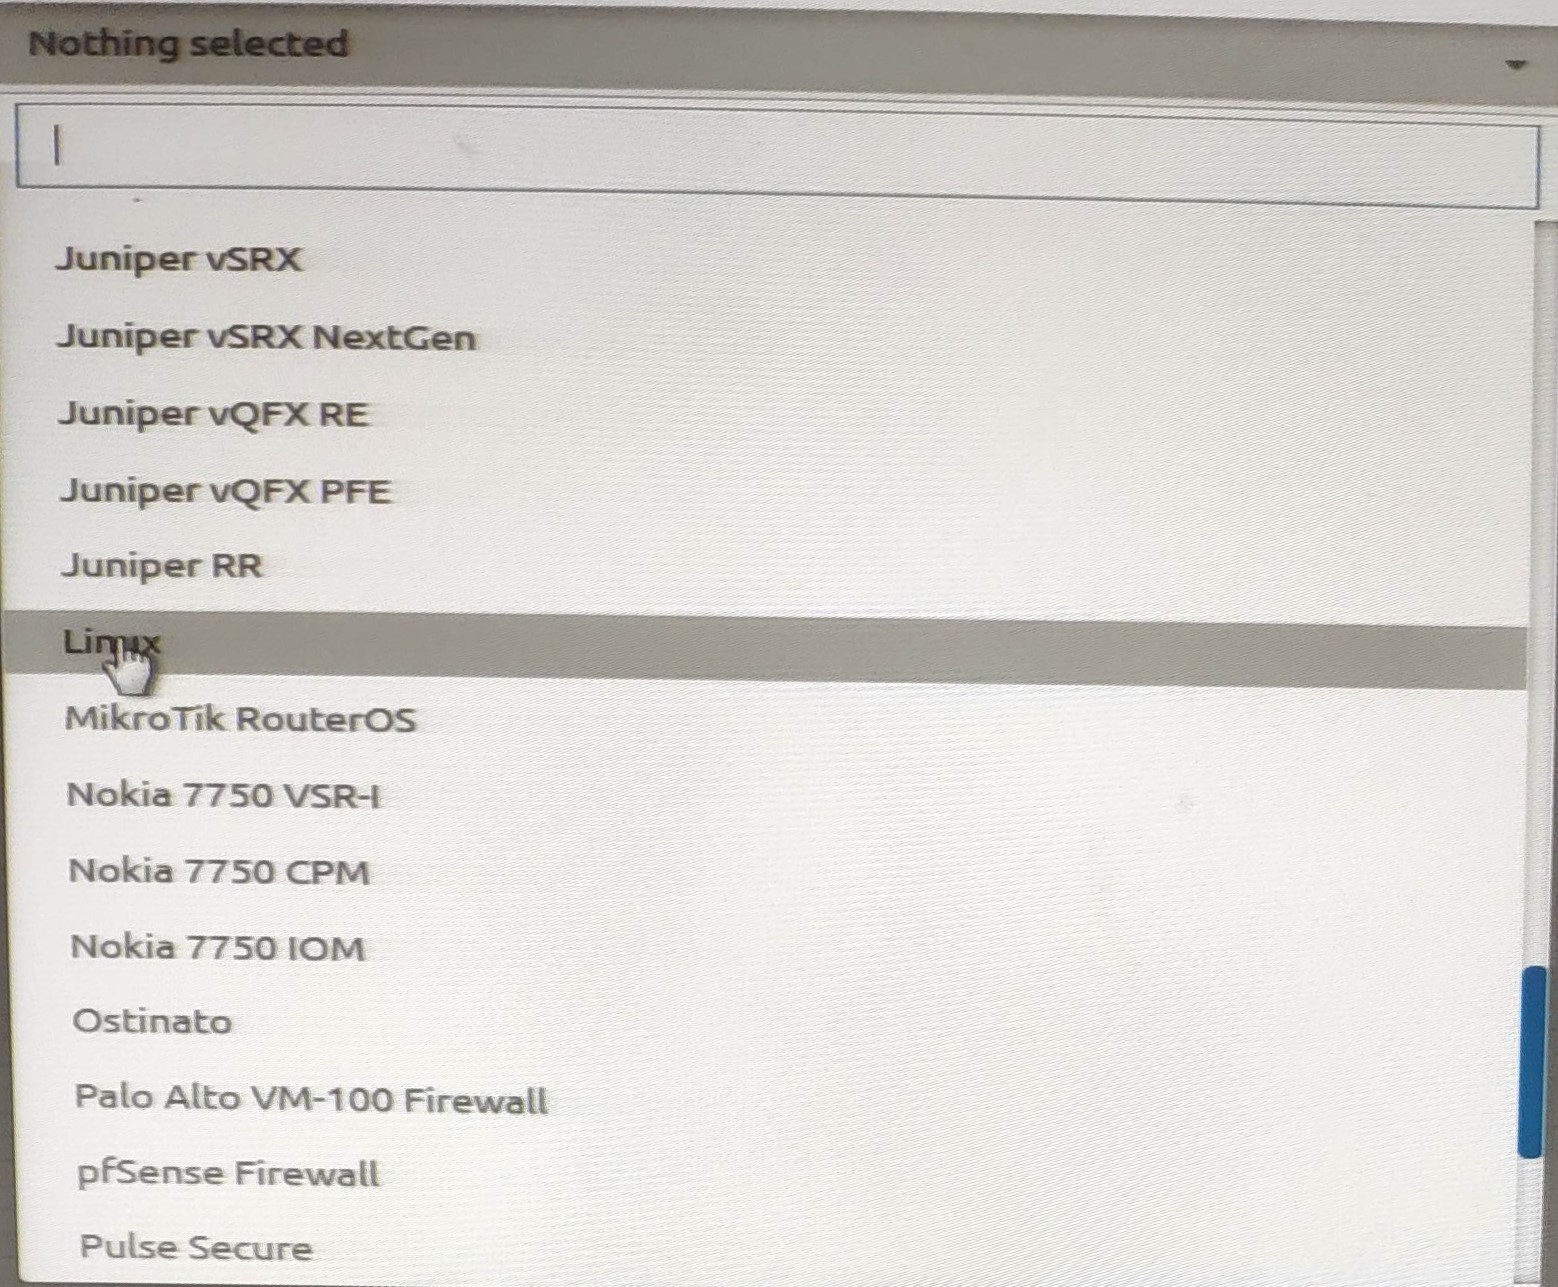 Nothing selected
Juniper vSRX
Juniper vSRX NextGen
Juniper vQFX RE
Juniper vQFX PFE
Juniper RR
Linux
MikroTik RouterOS
Nokia 7750 VSR-I
Nokia 7750 CPM
Nokia 7750 IOM
Ostinato
Palo Alto VM-100 Firewall
pfSense Firewall
Pulse Secure